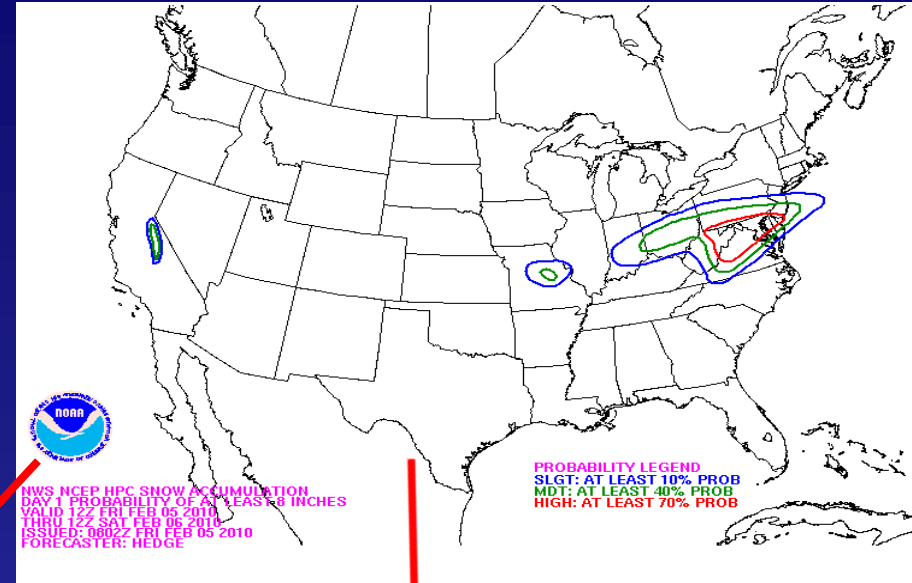 NOAA
NWS NCEP HPC SNOW ACCUMULATION
DAY 1 PROBABILITY OF AT LEAST 8 INCHES
VALID 12Z FRI FEB 05 2010
THRU 12Z SAT FEB 06 2010
ISSUED: 0802Z FRI FEB 05 2010
FORECASTER: HEDGE
PROBABILITY LEGEND
SLGT: AT LEAST 10% PROB
MDT: AT LEAST 40% PROB
HIGH: AT LEAST 70% PROB